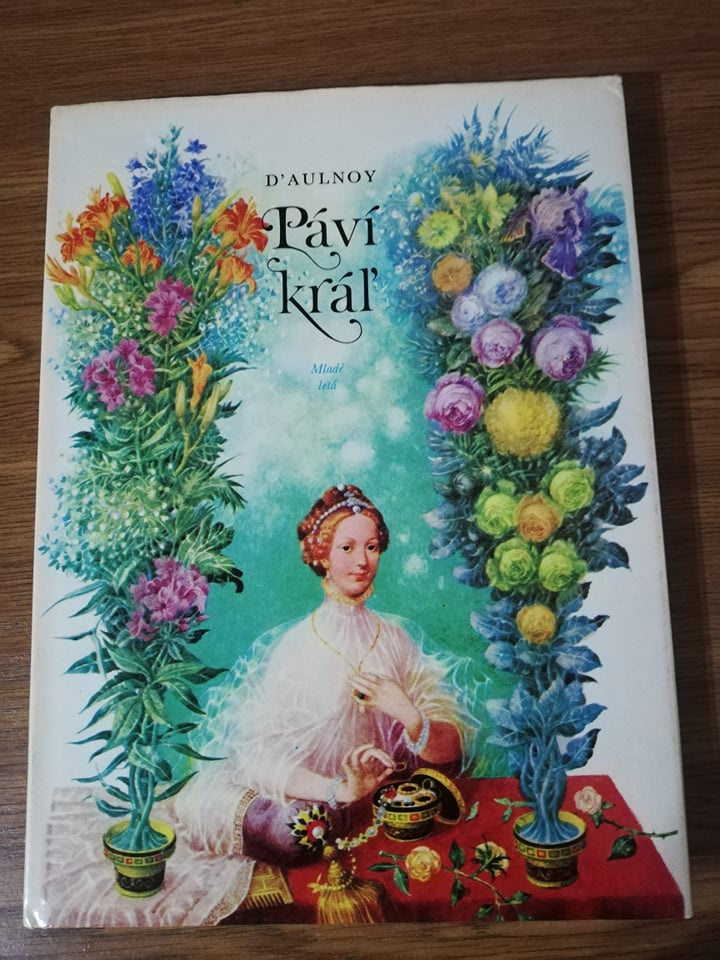 D'AULNOY
Páví
kráľ
Mladé
letá